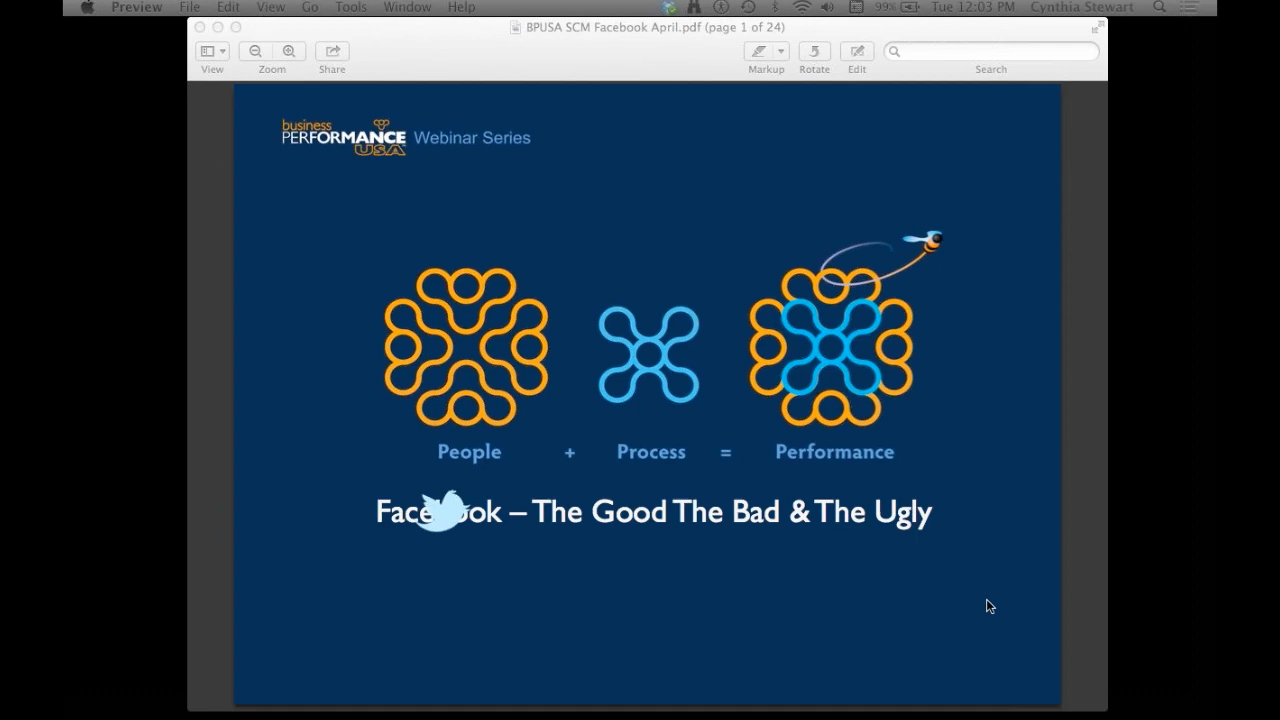 Preview File Edit View Go Tools Window Help 99% Tue 12:03 PM Cynthia Stewart
BPUSA SCM Facebook April.pdf (page 1 of 24)
View Zoom Share Markup Rotate Edit Search
business
PERFORMANCE Webinar Series
USA
People + Process = Performance
Facebook – The Good The Bad & The Ugly